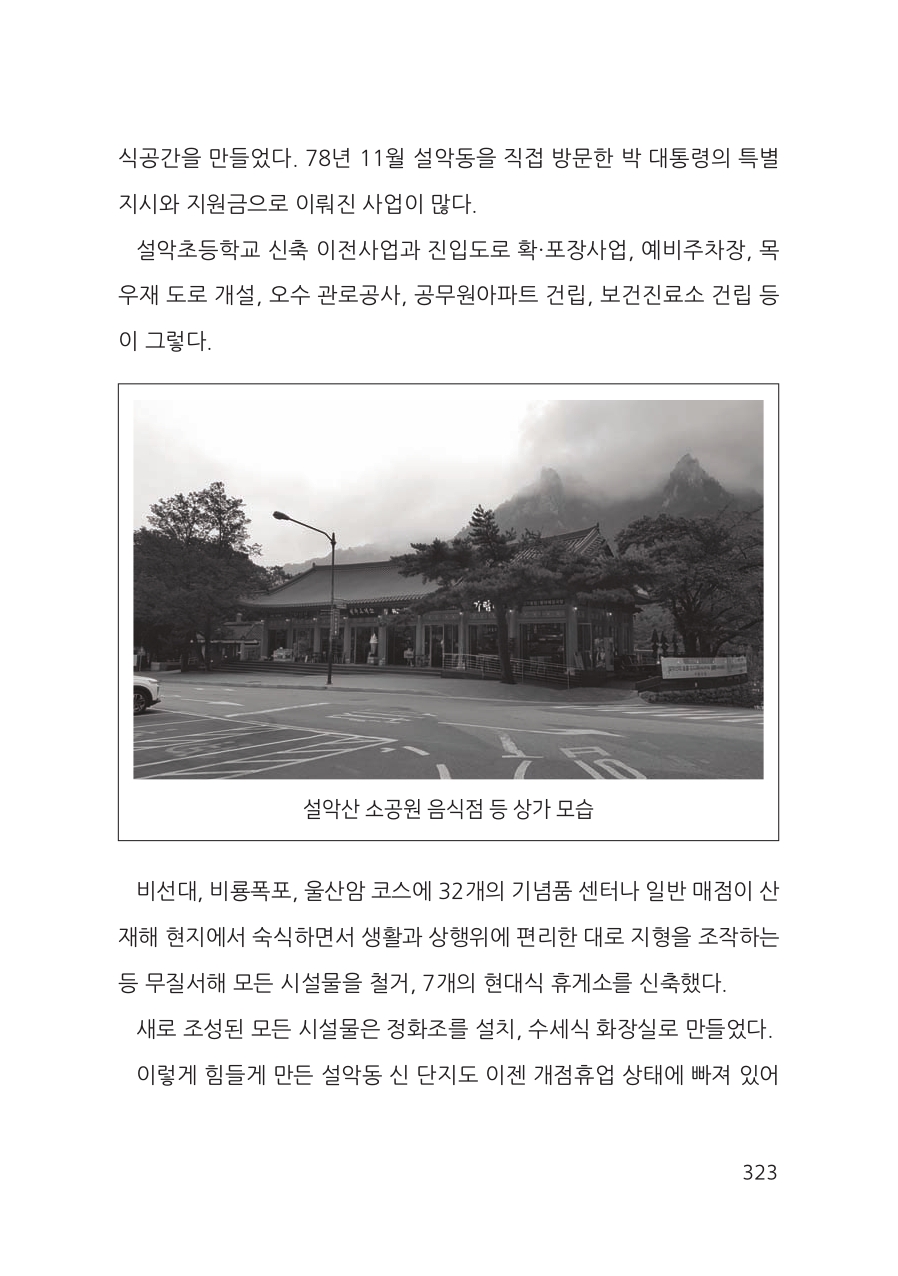 식공간을 만들었다. 78년 11월 설악동을 직접 방문한 박 대통령의 특별
지시와 지원금으로 이뤄진 사업이 많다.
설악초등학교 신축 이전사업과 진입도로 확·포장사업, 예비주차장, 목
우재 도로 개설, 오수 관로공사, 공무원아파트 건립, 보건진료소 건립 등
이 그렇다.
설악산 소공원 음식점 등 상가 모습
비선대, 비룡폭포, 울산암 코스에 32개의 기념품 센터나 일반 매점이 산
재해 현지에서 숙식하면서 생활과 상행위에 편리한 대로 지형을 조작하는
등 무질서해 모든 시설물을 철거, 7개의 현대식 휴게소를 신축했다.
새로 조성된 모든 시설물은 정화조를 설치, 수세식 화장실로 만들었다.
이렇게 힘들게 만든 설악동 신 단지도 이젠 개점휴업 상태에 빠져 있어
323